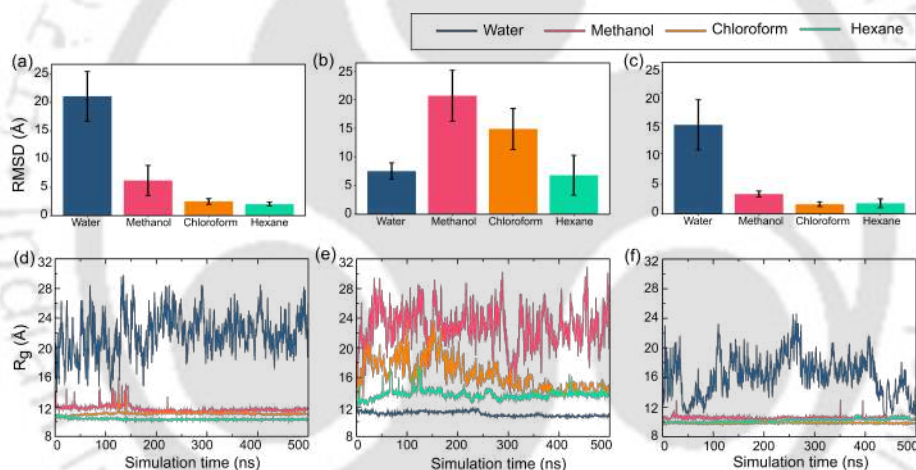 Water Methanol Chloroform Hexane
(a) (b) (c)
RMSD (Å)
25 20 15 10 5 0
Water Methanol Chloroform Hexane
25 20 15 10 5 0
Water Methanol Chloroform Hexane
25 20 15 10 5 0
Water Methanol Chloroform Hexane
(d) (e) (f)
Rg (Å)
32 28 24 20 16 12 8
0 100 200 300 400 500
Simulation time (ns)
32 28 24 20 16 12 8
0 100 200 300 400 500
Simulation time (ns)
32 28 24 20 16 12 8
0 100 200 300 400 500
Simulation time (ns)